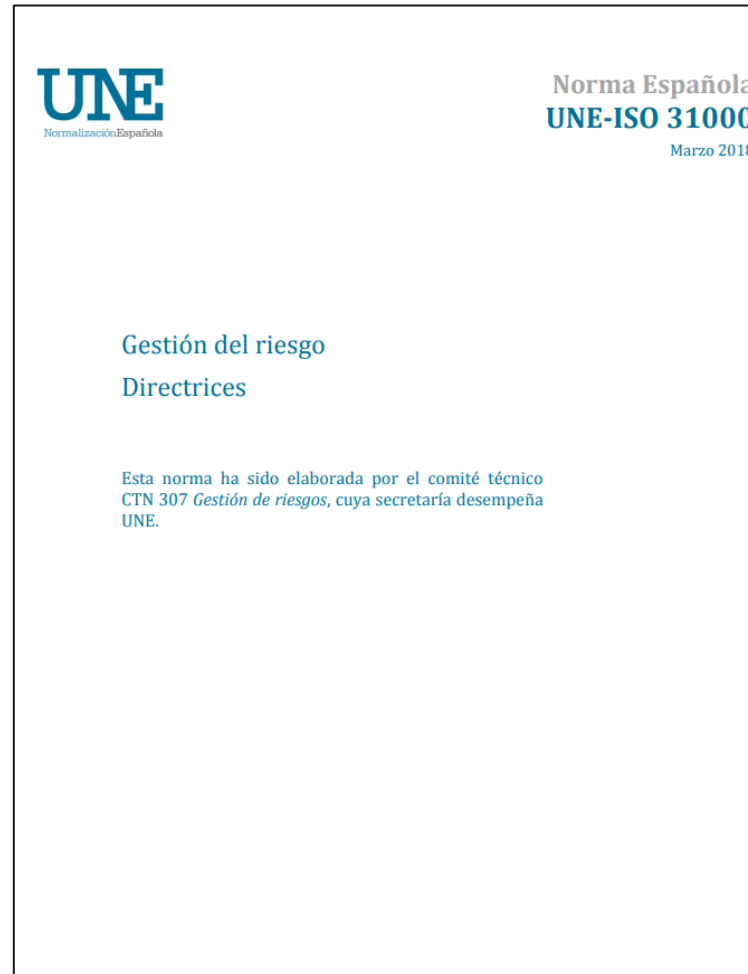 UNE
NormalizaciónEspañola
Norma Española
UNE-ISO 31000
Marzo 2018
Gestión del riesgo
Directrices
Esta norma ha sido elaborada por el comité técnico
CTN 307 Gestión de riesgos, cuya secretaría desempeña
UNE.